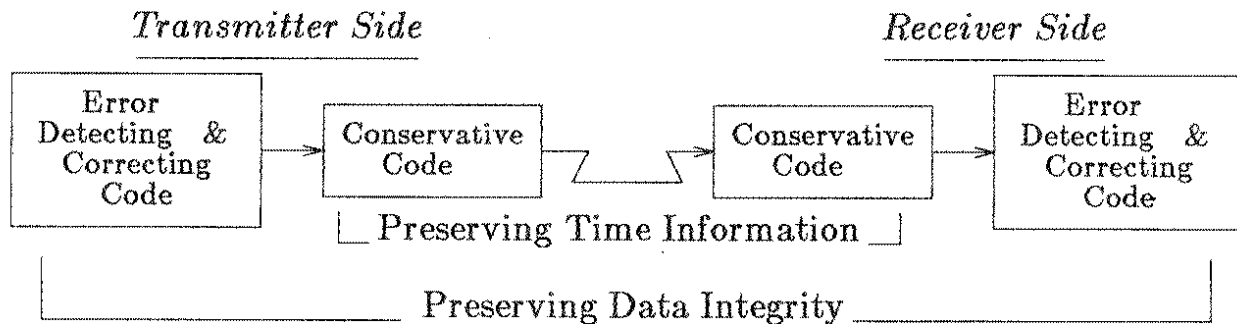 Transmitter Side
Receiver Side
Error
Detecting &
Correcting
Code
Conservative
Code
Conservative
Code
Error
Detecting &
Correcting
Code
Preserving Time Information
Preserving Data Integrity